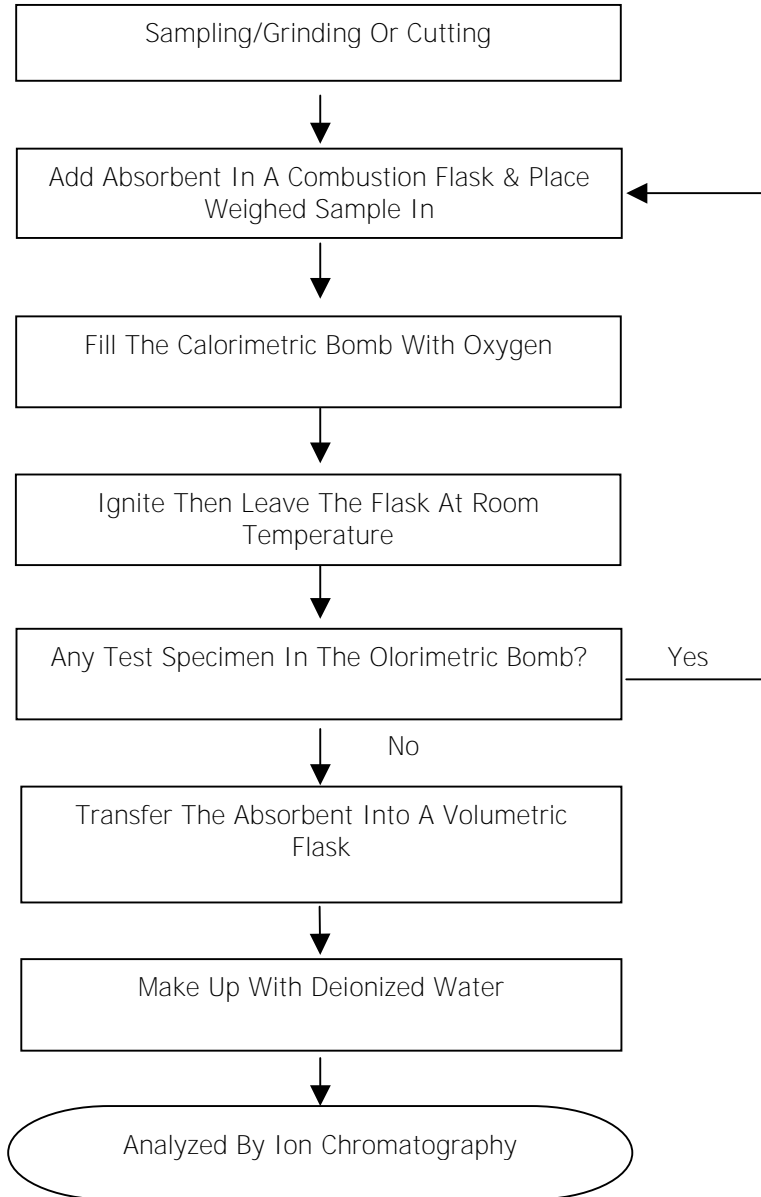 Sampling/Grinding Or Cutting
Add Absorbent In A Combustion Flask & Place
Weighed Sample In
Fill The Calorimetric Bomb With Oxygen
Ignite Then Leave The Flask At Room
Temperature
Any Test Specimen In The Olorimetric Bomb?
Yes
No
Transfer The Absorbent Into A Volumetric
Flask
Make Up With Deionized Water
Analyzed By Ion Chromatography